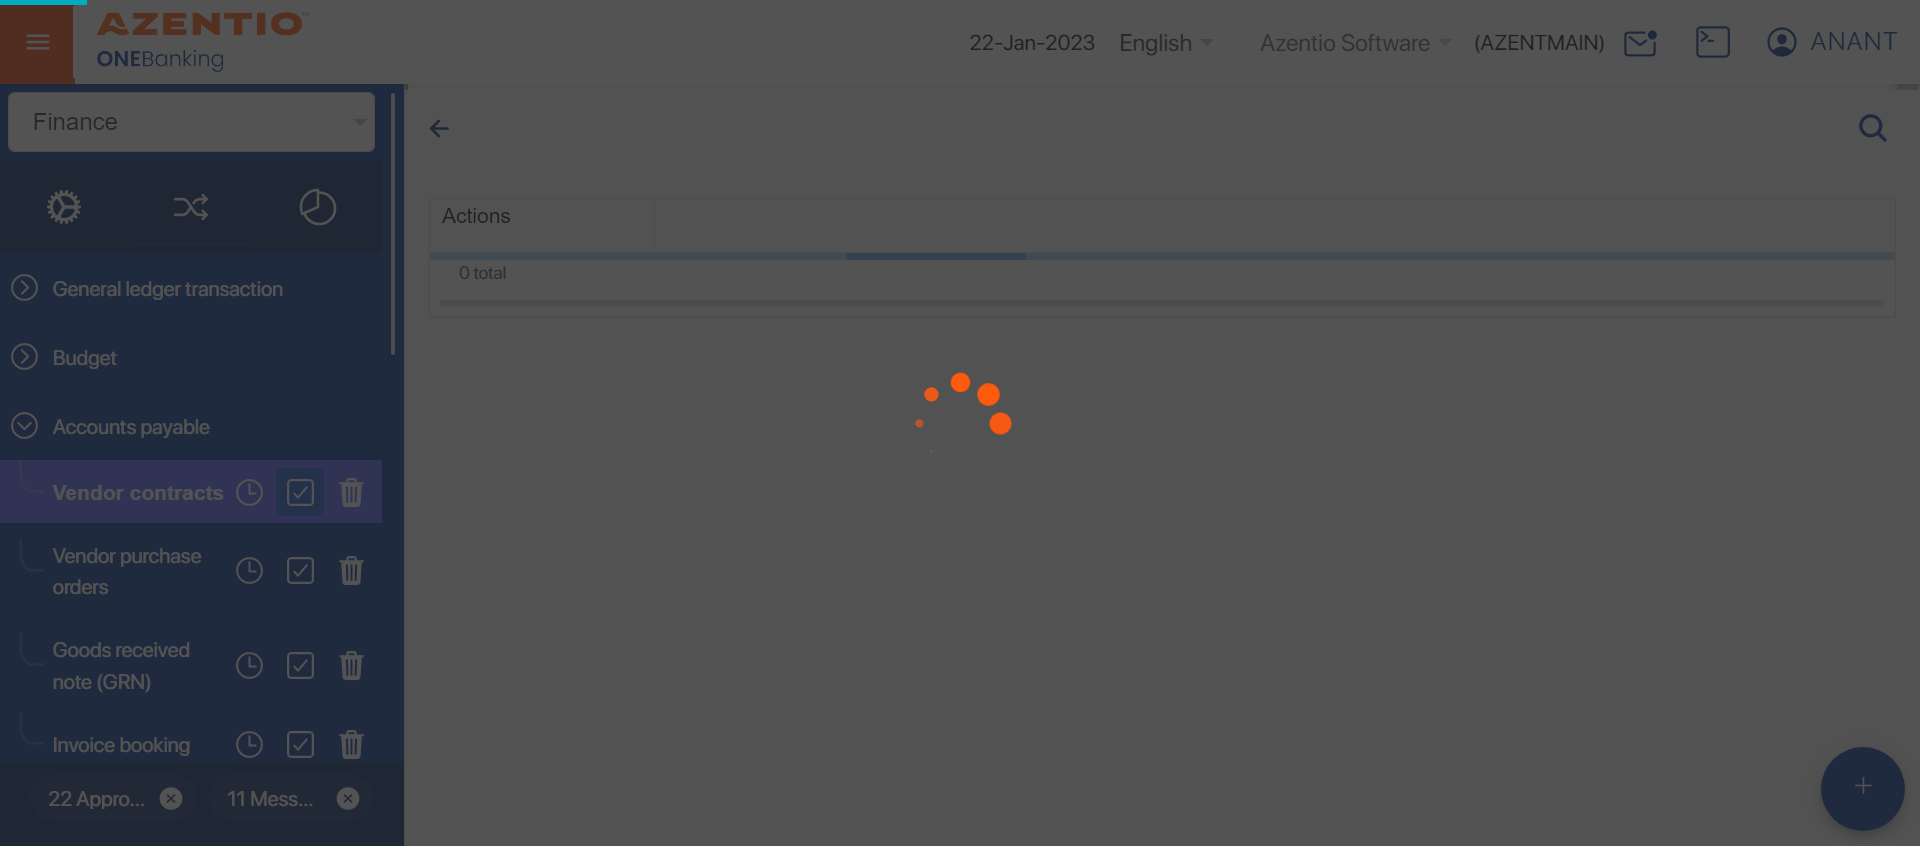 AZENTIO™
ONEBanking
22-Jan-2023 English Azentio Software (AZENTMAIN) ANANT
Finance
Actions
0 total
General ledger transaction
Budget
Accounts payable
Vendor contracts
Vendor purchase
orders
Goods received
note (GRN)
Invoice booking
22 Appro...
11 Mess...